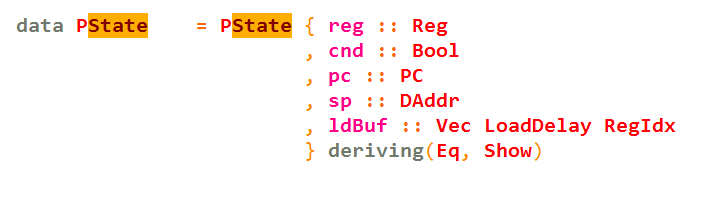 data PState    = PState { reg :: Reg
                        , cnd :: Bool
                        , pc :: PC
                        , sp :: DAddr
                        , ldBuf :: Vec LoadDelay RegIdx
                        } deriving(Eq, Show)